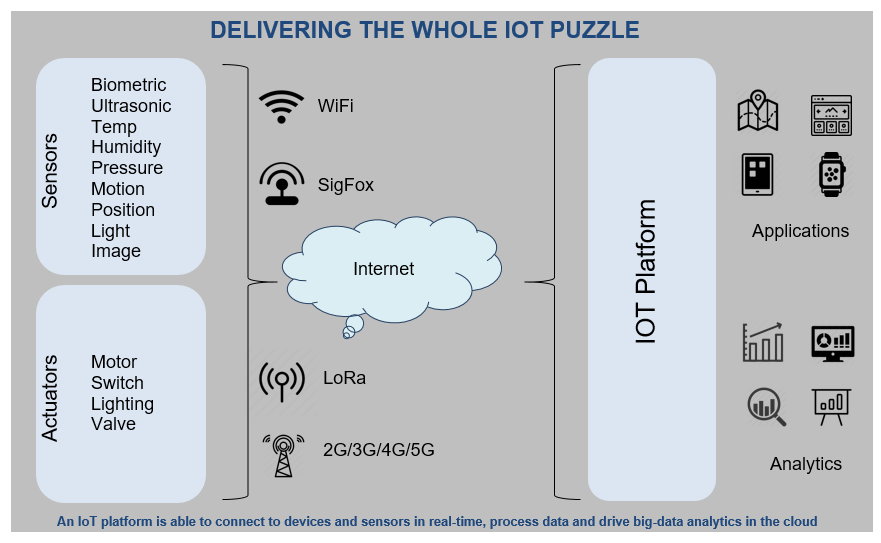 DELIVERING THE WHOLE IOT PUZZLE
Sensors
Biometric
Ultrasonic
Temp
Humidity
Pressure
Motion
Position
Light
Image
Actuators
Motor
Switch
Lighting
Valve
WiFi
SigFox
Internet
LoRa
2G/3G/4G/5G
IOT Platform
Applications
Analytics
An IoT platform is able to connect to devices and sensors in real-time, process data and drive big-data analytics in the cloud